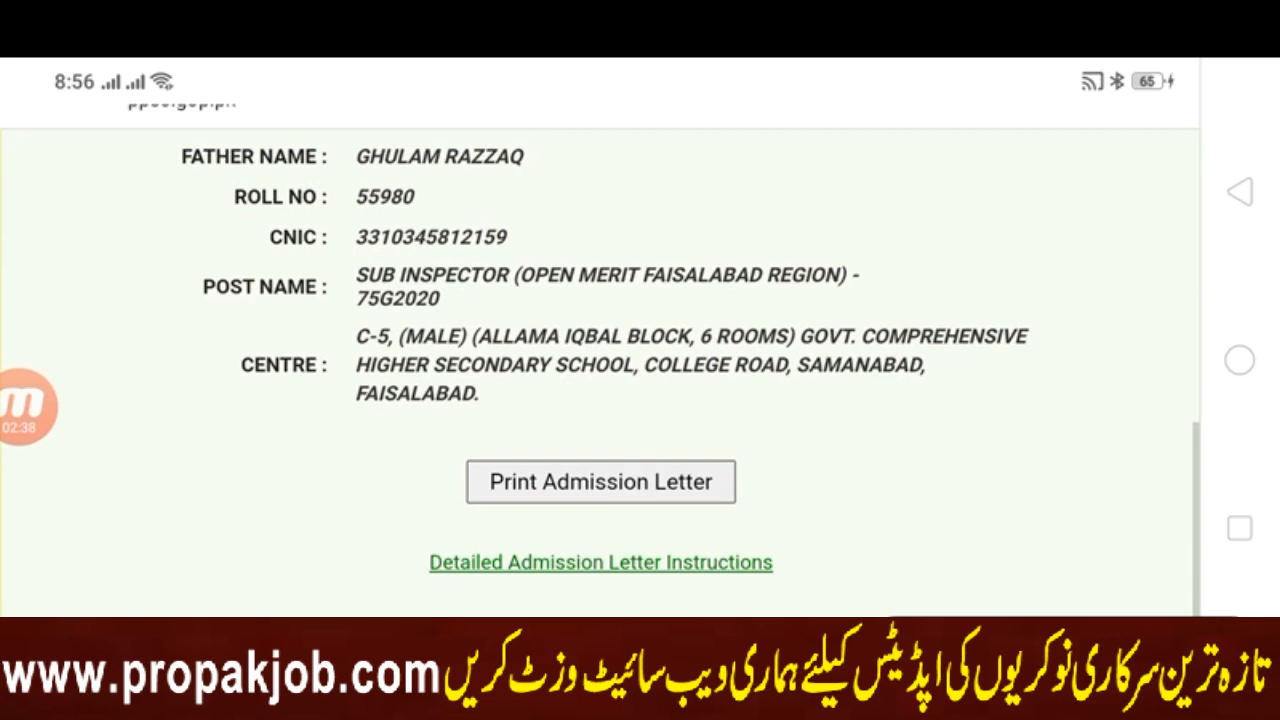 8:56
65
FATHER NAME : GHULAM RAZZAQ
ROLL NO : 55980
CNIC : 3310345812159
POST NAME : SUB INSPECTOR (OPEN MERIT FAISALABAD REGION) -
75G2020
C-5, (MALE) (ALLAMA IQBAL BLOCK, 6 ROOMS) GOVT. COMPREHENSIVE
CENTRE : HIGHER SECONDARY SCHOOL, COLLEGE ROAD, SAMANABAD,
FAISALABAD.
m
02:38
Print Admission Letter
Detailed Admission Letter Instructions
تازہ ترین سرکاری نوکریوں کی اپڈیٹس کیلئے ہماری ویب سائیٹ وزٹ کریں www.propakjob.com